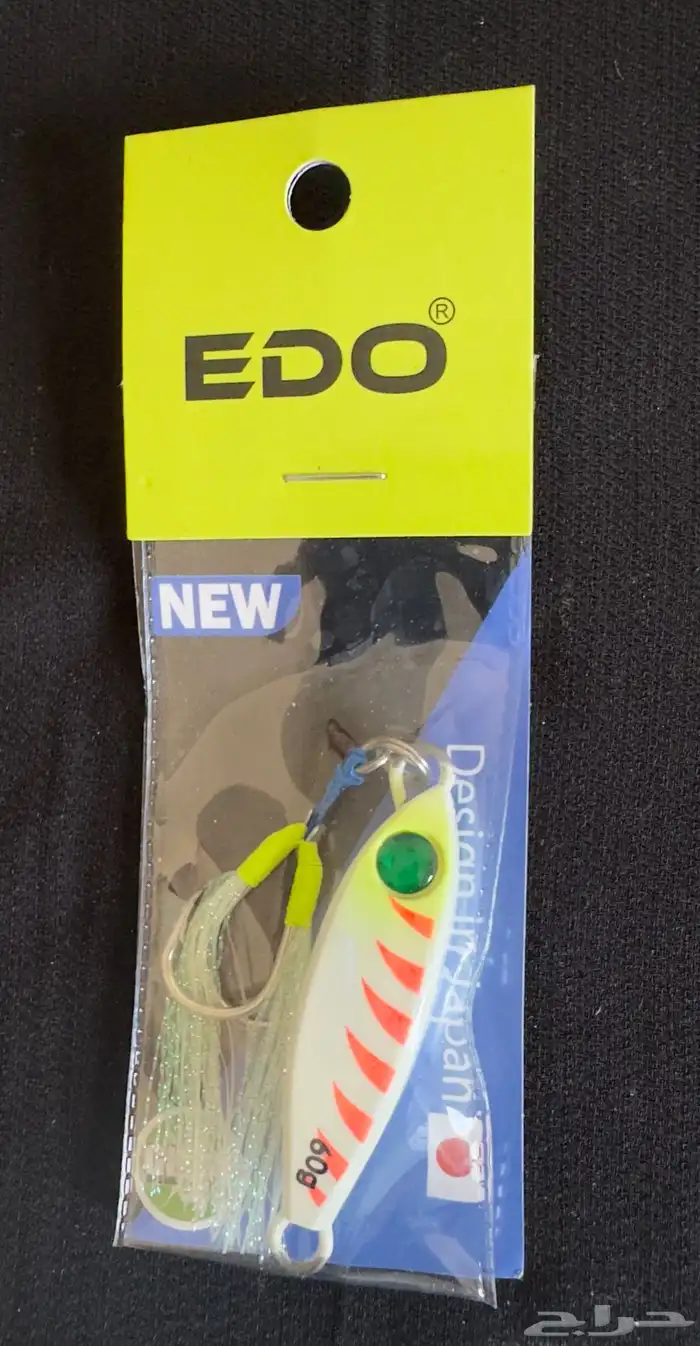 EDO®
NEW
Design in Japan
60g
حراج